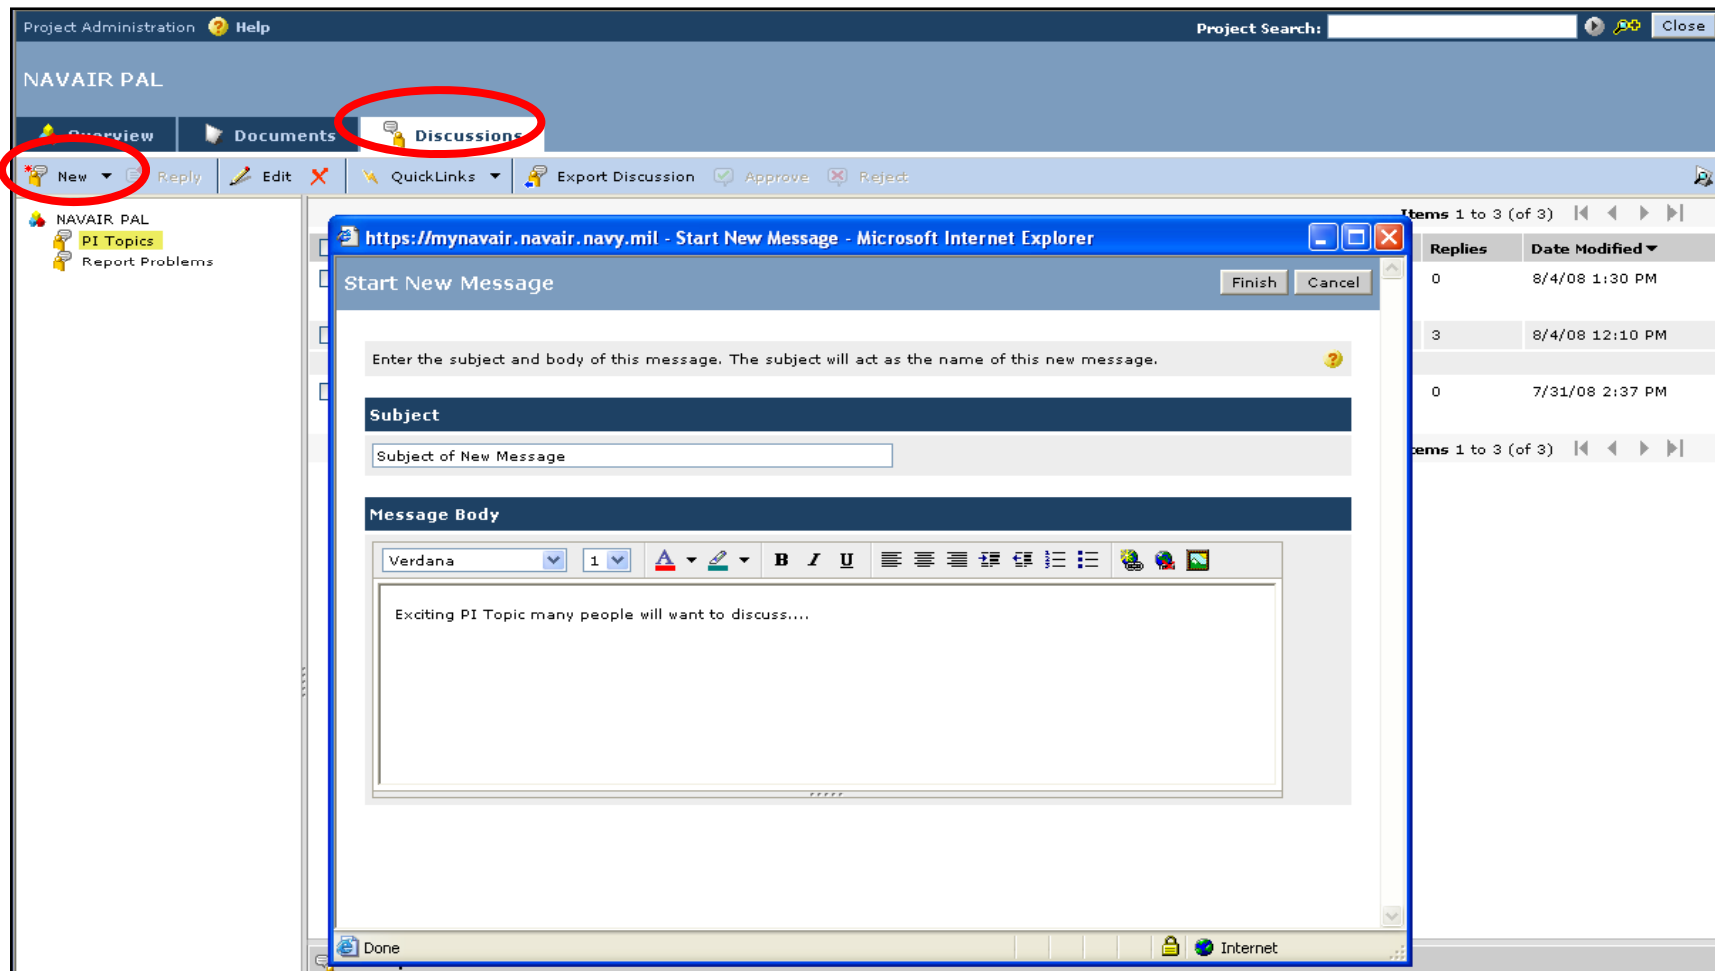 Project Administration Help Project Search: Close
NAVAIR PAL
Overview Documents Discussions
New Reply Edit QuickLinks Export Discussion Approve Reject
NAVAIR PAL
PI Topics
Report Problems
Items 1 to 3 (of 3)
Replies Date Modified
0 8/4/08 1:30 PM
3 8/4/08 12:10 PM
0 7/31/08 2:37 PM
ems 1 to 3 (of 3)
https://mynavair.navair.navy.mil - Start New Message - Microsoft Internet Explorer
Start New Message Finish Cancel
Enter the subject and body of this message. The subject will act as the name of this new message.
Subject
Subject of New Message
Message Body
Verdana 1 A B I U
Exciting PI Topic many people will want to discuss....
Done Internet